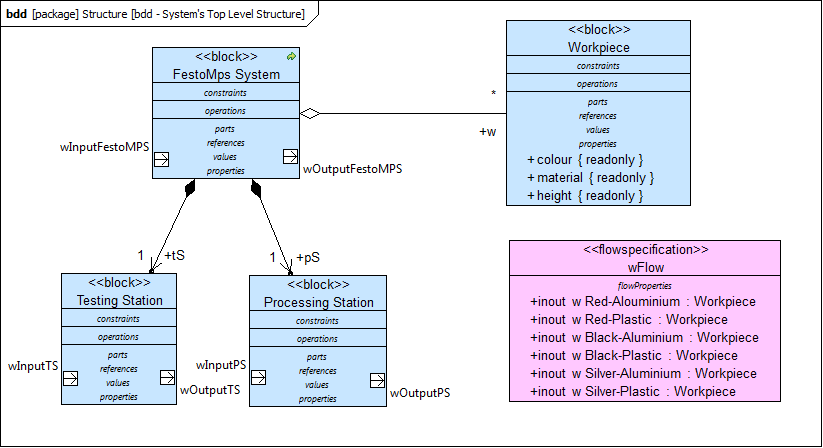 bdd [package] Structure [bdd - System's Top Level Structure]
<<block>>
FestoMps System
constraints
operations
parts
references
values
properties
wInputFestoMPS
wOutputFestoMPS
*
+w
<<block>>
Workpiece
constraints
operations
parts
references
values
properties
+ colour { readonly }
+ material { readonly }
+ height { readonly }
1
+tS
1
+pS
<<block>>
Testing Station
constraints
operations
parts
references
values
properties
wInputTS
wOutputTS
<<block>>
Processing Station
constraints
operations
parts
references
values
properties
wInputPS
wOutputPS
<<flowspecification>>
wFlow
flowProperties
+inout w Red-Alouminium : Workpiece
+inout w Red-Plastic : Workpiece
+inout w Black-Aluminium : Workpiece
+inout w Black-Plastic : Workpiece
+inout w Silver-Aluminium : Workpiece
+inout w Silver-Plastic : Workpiece